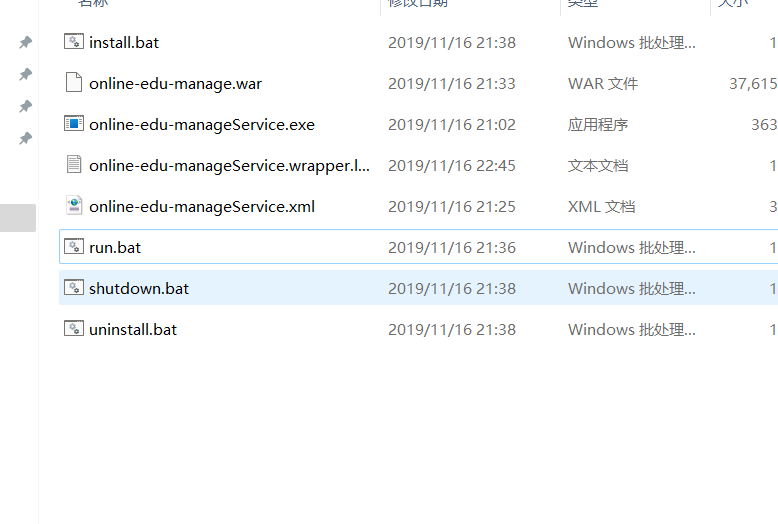 名称 修改日期 类型 大小
install.bat 2019/11/16 21:38 Windows 批处理... 1
online-edu-manage.war 2019/11/16 21:33 WAR 文件 37,615
online-edu-manageService.exe 2019/11/16 21:02 应用程序 363
online-edu-manageService.wrapper.l... 2019/11/16 22:45 文本文档 1
online-edu-manageService.xml 2019/11/16 21:25 XML 文档 3
run.bat 2019/11/16 21:36 Windows 批处理... 1
shutdown.bat 2019/11/16 21:38 Windows 批处理... 1
uninstall.bat 2019/11/16 21:38 Windows 批处理... 1